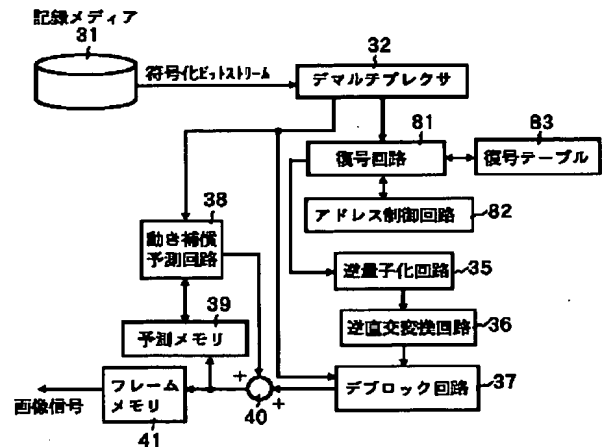 記録メディア
31
符号化ビットストリーム
32
デマルチプレクサ
81
復号回路
83
復号テーブル
アドレス制御回路
82
38
動き補償
予測回路
逆量子化回路
35
39
予測メモリ
逆直交変換回路
36
+
フレーム
メモリ
画像信号
40
+
デブロック回路
37
41